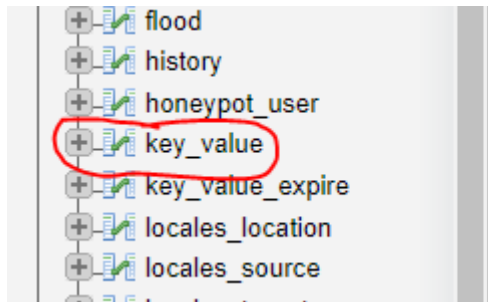 flood
history
honeypot_user
key_value
key_value_expire
locales_location
locales_source